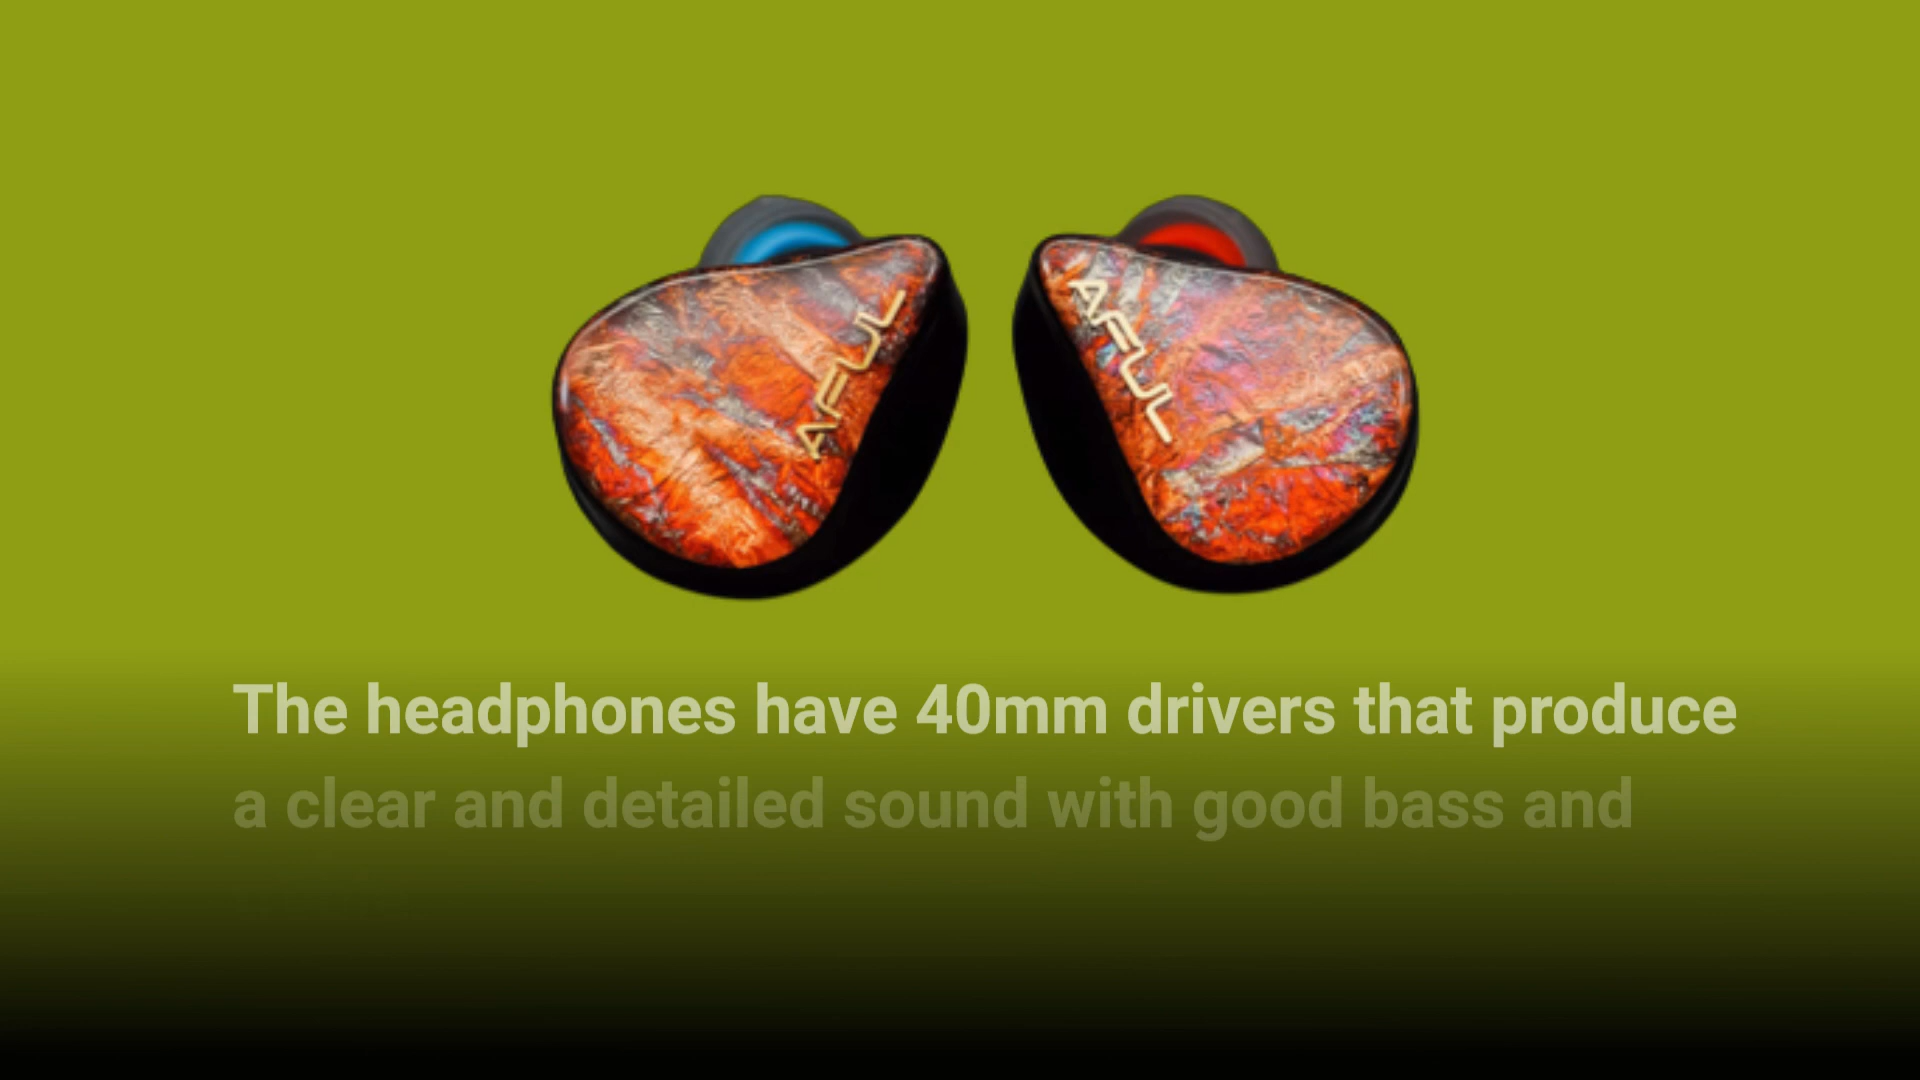 AFUL
AFUL
The headphones have 40mm drivers that produce
a clear and detailed sound with good bass and